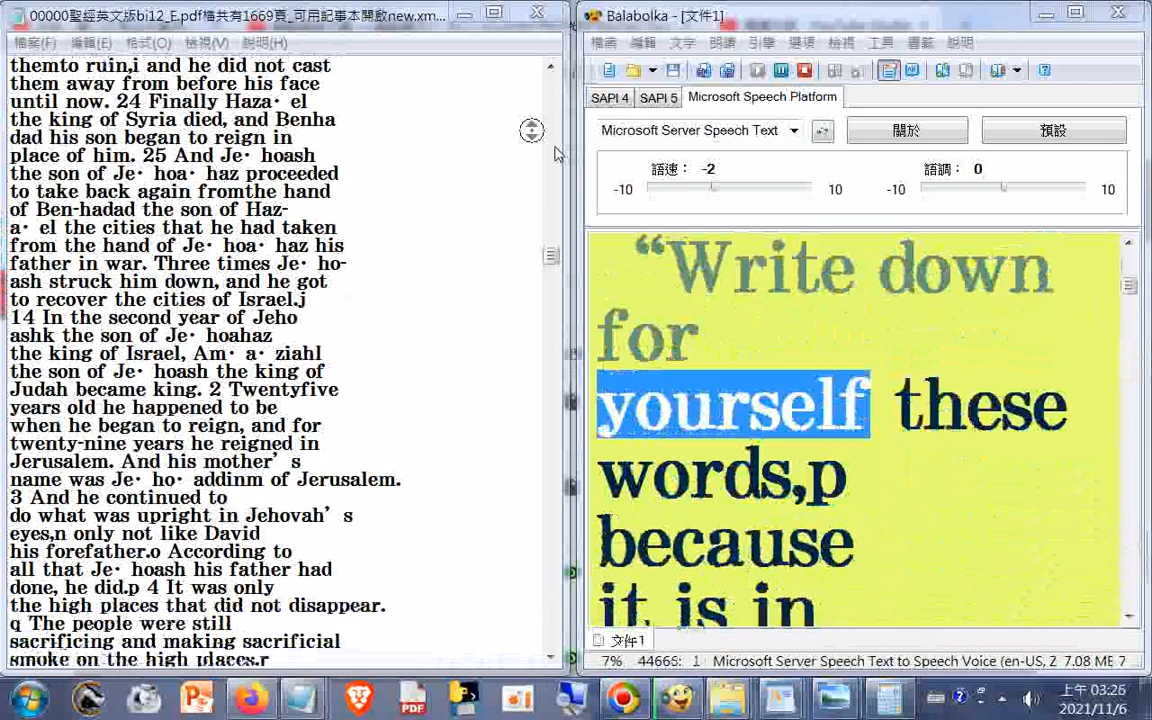 00000聖經英文版bi12_E.pdf檔共有1669頁_可用記事本開啟new.xm...
檔案(F) 編輯(E) 格式(O) 檢視(V) 說明(H)
themto ruin,i and he did not cast
them away from before his face
until now. 24 Finally Haza‧el
the king of Syria died, and Benha
dad his son began to reign in
place of him. 25 And Je‧hoash
the son of Je‧hoa‧haz proceeded
to take back again fromthe hand
of Ben-hadad the son of Haz-
a‧el the cities that he had taken
from the hand of Je‧hoa‧haz his
father in war. Three times Je‧ho-
ash struck him down, and he got
to recover the cities of Israel.j
14 In the second year of Jeho
ashk the son of Je‧hoahaz
the king of Israel, Am‧a‧ziahl
the son of Je‧hoash the king of
Judah became king. 2 Twentyfive
years old he happened to be
when he began to reign, and for
twenty-nine years he reigned in
Jerusalem. And his mother’s
name was Je‧ho‧addinm of Jerusalem.
3 And he continued to
do what was upright in Jehovah’s
eyes,n only not like David
his forefather.o According to
all that Je‧hoash his father had
done, he did.p 4 It was only
the high places that did not disappear.
q The people were still
sacrificing and making sacrificial
smoke on the high places.r
Balabolka - [文件1]
檔案 編輯 文字 朗讀 引擎 選項 檢視 工具 書籤 說明
SAPI 4 SAPI 5 Microsoft Speech Platform
Microsoft Server Speech Text 關於 預設
語速： -2 語調： 0
-10 10 -10 10
“Write down
for
yourself these
words,p
because
it is in
文件1
7% 44666: 1 Microsoft Server Speech Text to Speech Voice (en-US, Z 7.08 MB 7
PDF
上午 03:26
2021/11/6